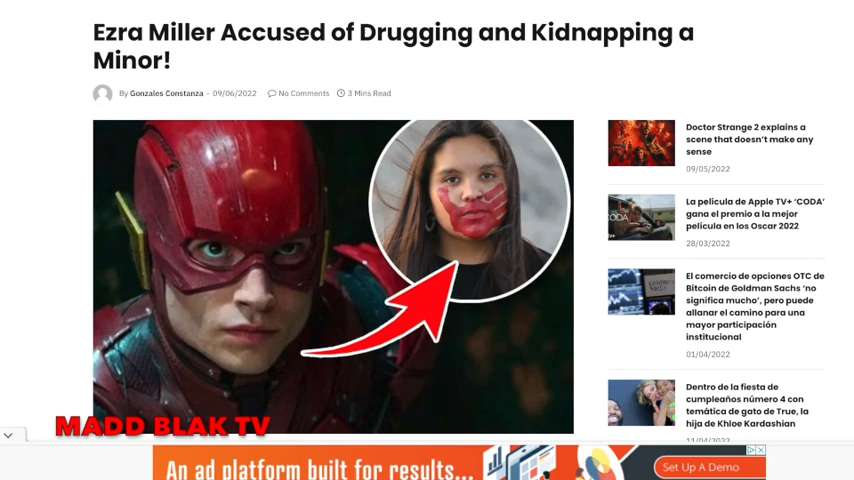 Ezra Miller Accused of Drugging and Kidnapping a
Minor!
By Gonzales Constanza - 09/06/2022 No Comments 3 Mins Read
Doctor Strange 2 explains a
scene that doesn't make any
sense
09/05/2022
CODA
La película de Apple TV+ 'CODA'
gana el premio a la mejor
película en los Oscar 2022
28/03/2022
El comercio de opciones OTC de
Bitcoin de Goldman Sachs 'no
significa mucho', pero puede
allanar el camino para una
mayor participación
institucional
01/04/2022
Dentro de la fiesta de
cumpleaños número 4 con
temática de gato de True, la
hija de Khloe Kardashian
11/04/2022
MADD BLAK TV
An ad platform built for results...
Set Up A Demo